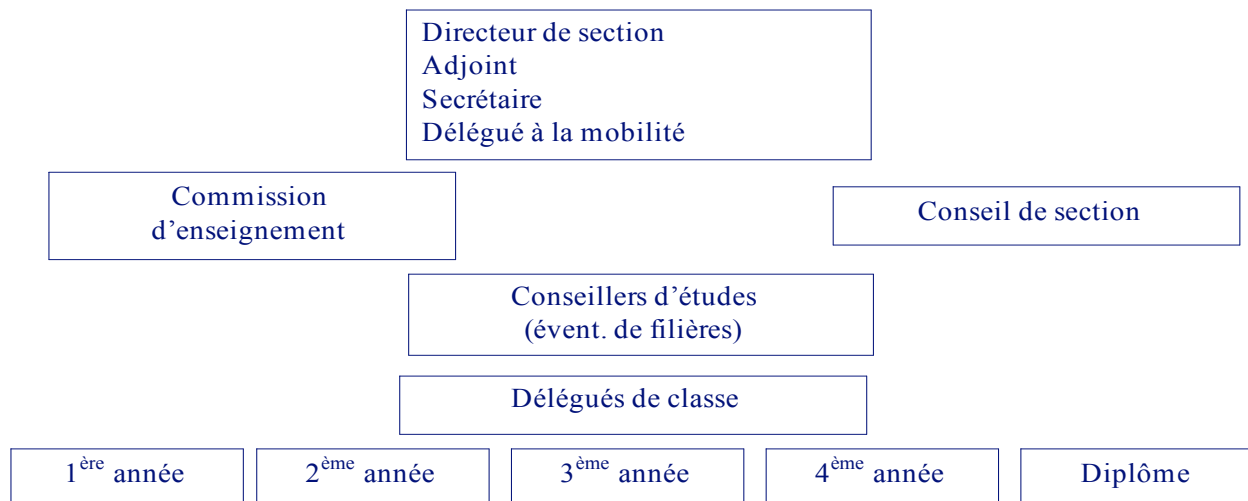 Directeur de section
Adjoint
Secrétaire
Délégué à la mobilité
Commission
d’enseignement
Conseil de section
Conseillers d’études
(évent. de filières)
Délégués de classe
1ère année
2ème année
3ème année
4ème année
Diplôme